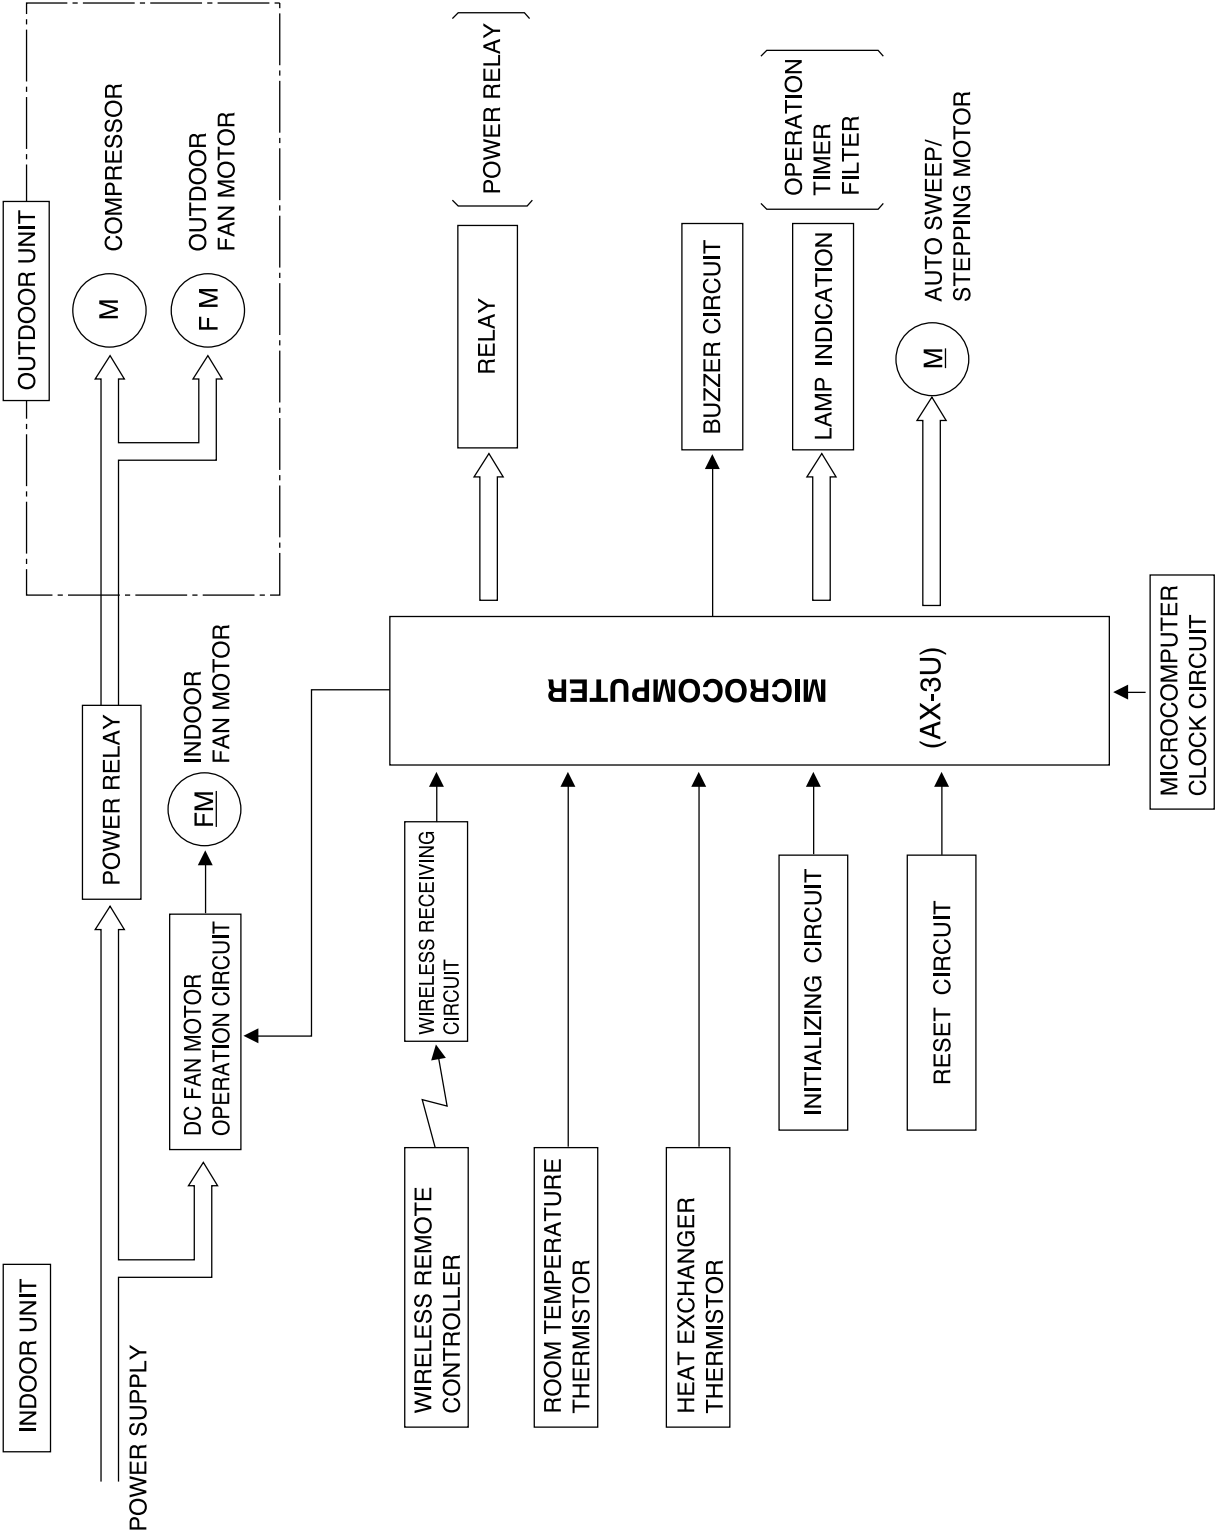 INDOOR UNIT
OUTDOOR UNIT
POWER SUPPLY
POWER RELAY
M
COMPRESSOR
F M
OUTDOOR
FAN MOTOR
DC FAN MOTOR
OPERATION CIRCUIT
FM
INDOOR
FAN MOTOR
WIRELESS REMOTE
CONTROLLER
WIRELESS RECEIVING
CIRCUIT
ROOM TEMPERATURE
THERMISTOR
HEAT EXCHANGER
THERMISTOR
INITIALIZING CIRCUIT
RESET CIRCUIT
MICROCOMPUTER
(AX-3U)
MICROCOMPUTER
CLOCK CIRCUIT
RELAY
POWER RELAY
BUZZER CIRCUIT
LAMP INDICATION
OPERATION
TIMER
FILTER
M
AUTO SWEEP/
STEPPING MOTOR